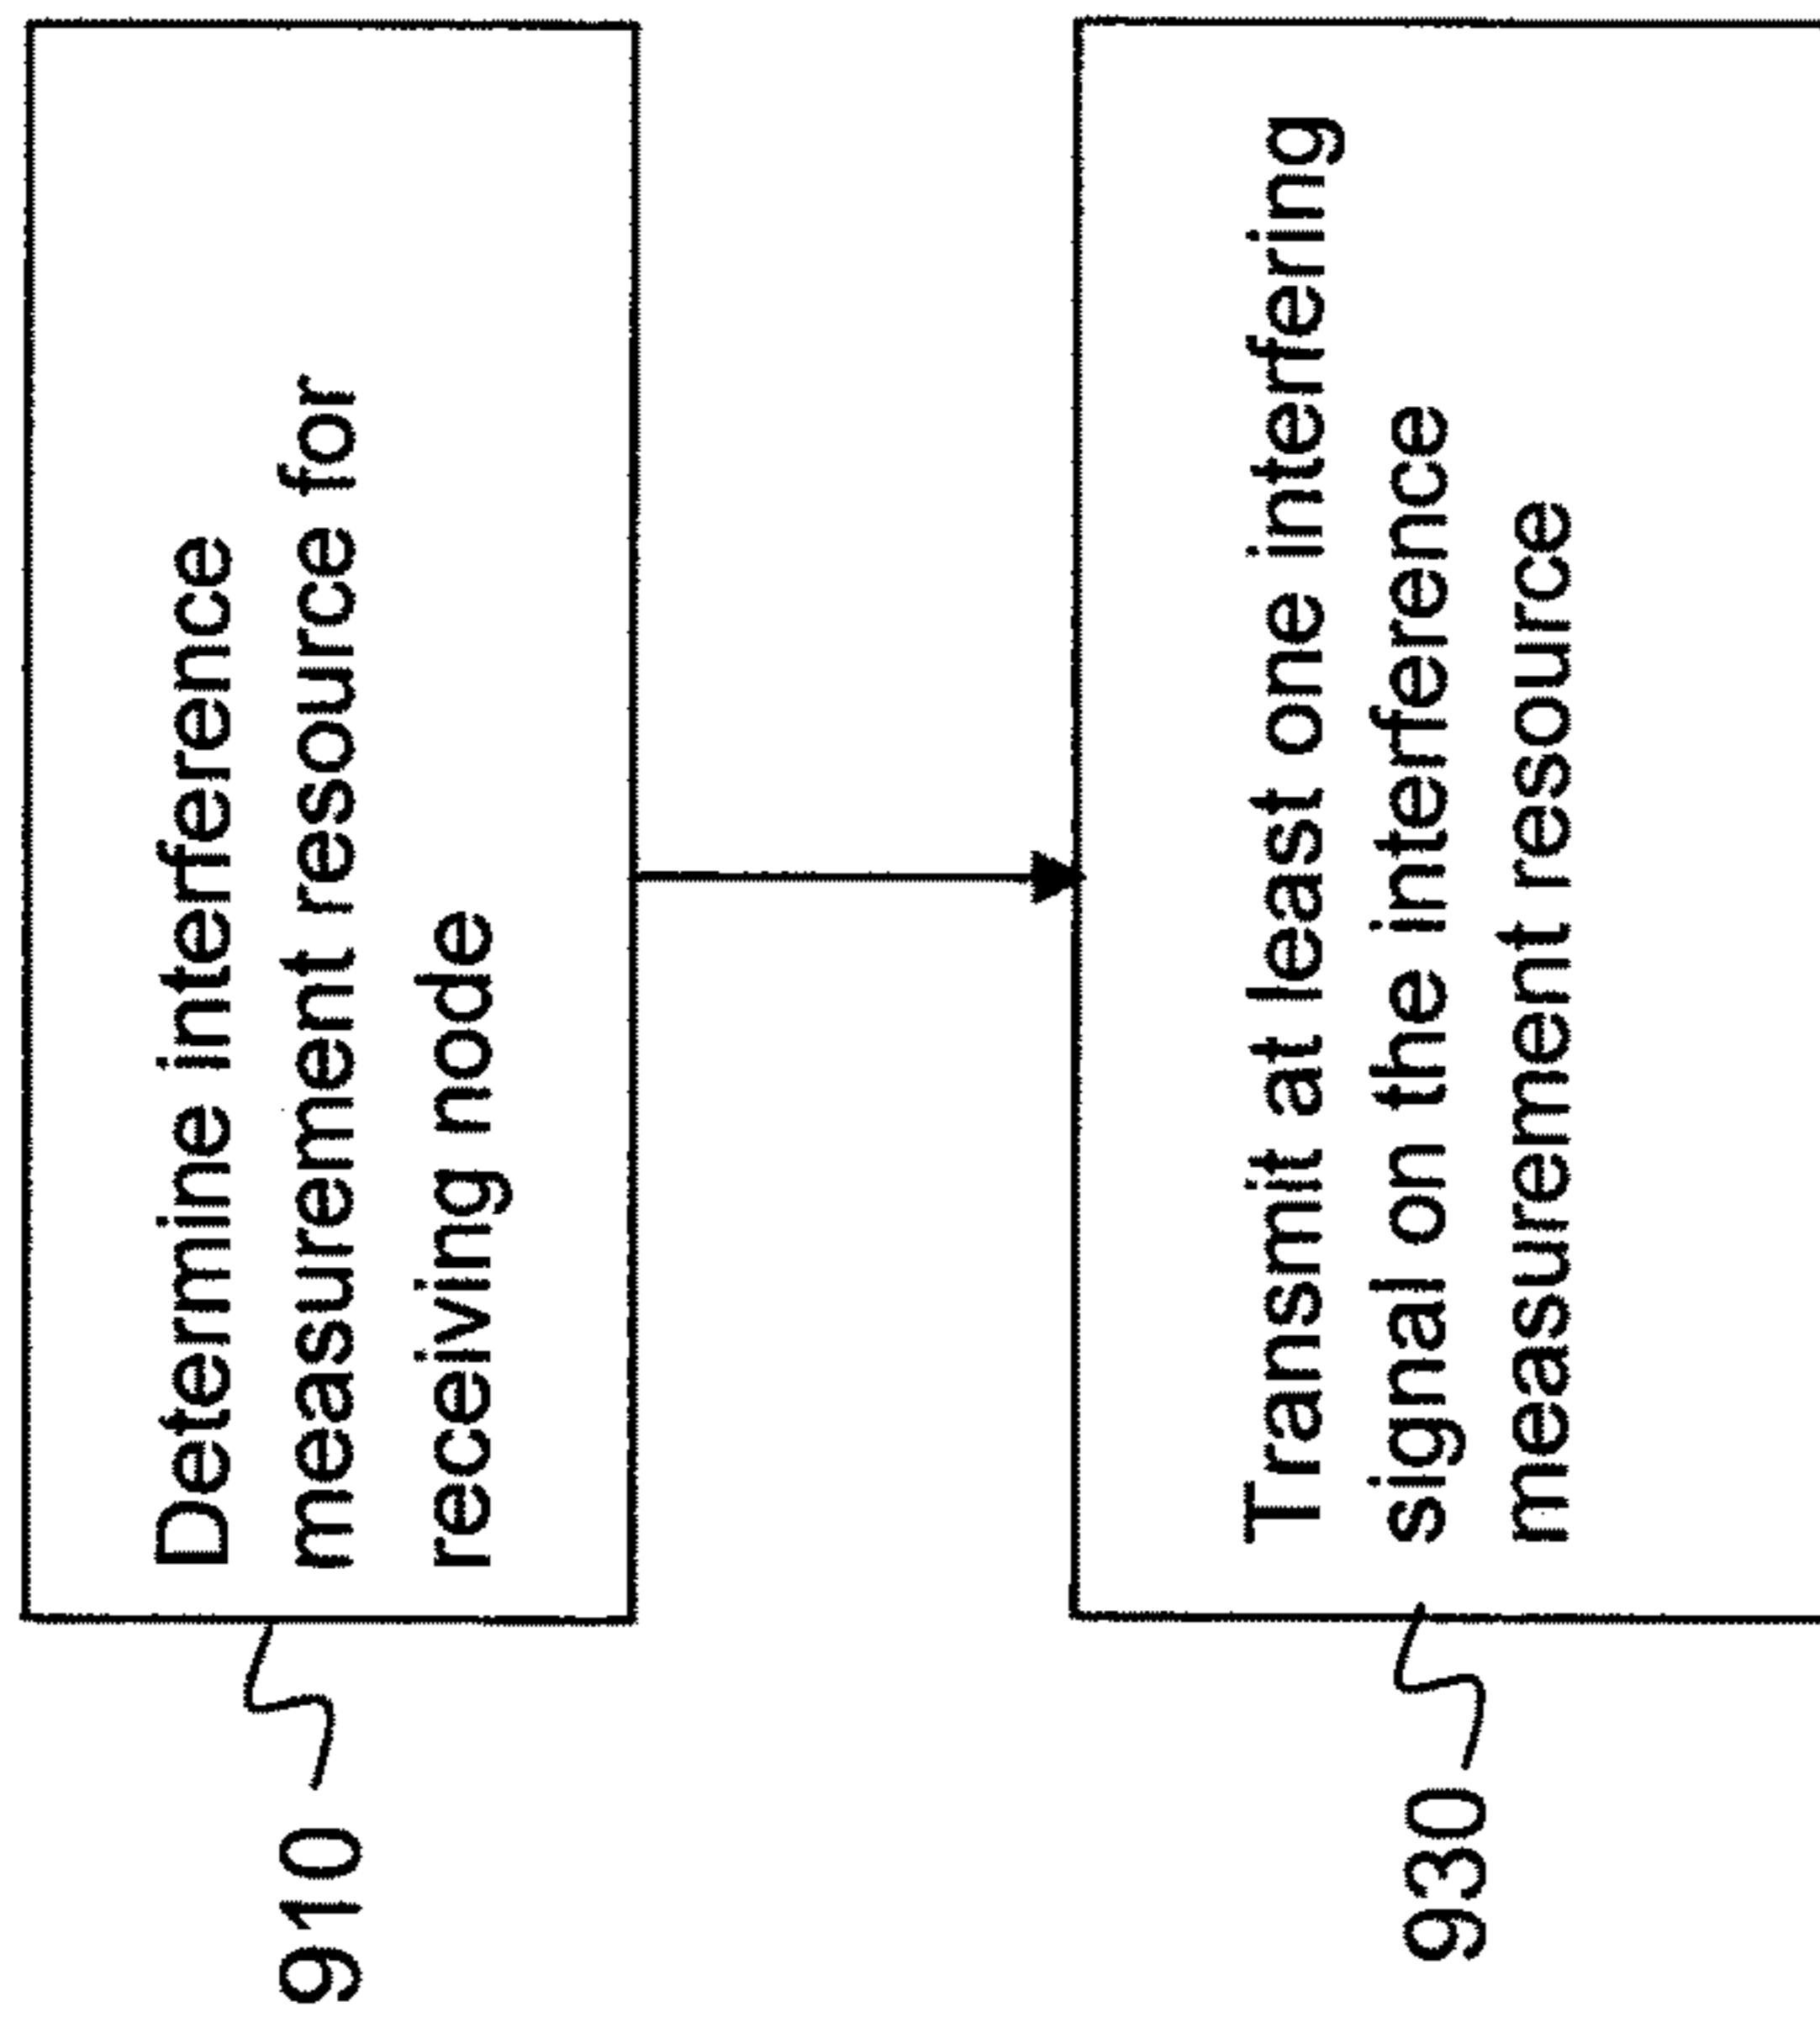 910
Determine interference
measurement resource for
receiving node
930
Transmit at least one interfering
signal on the interference
measurement resource